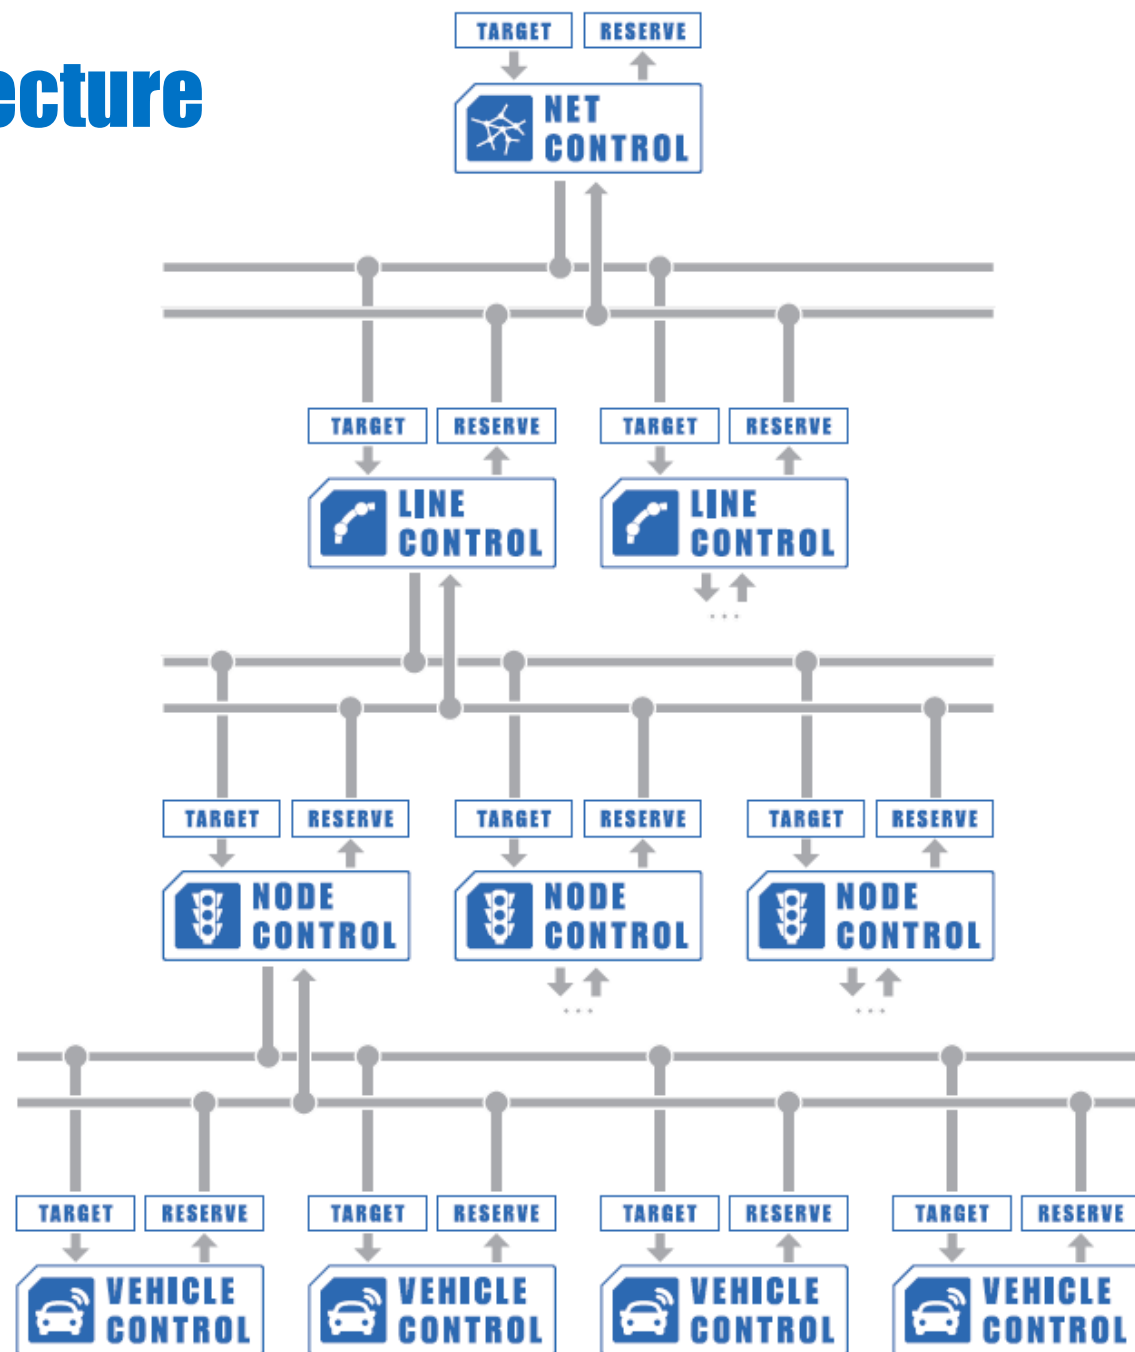 ecture
TARGET RESERVE
NET
CONTROL
TARGET RESERVE TARGET RESERVE
LINE
CONTROL
LINE
CONTROL
...
TARGET RESERVE TARGET RESERVE TARGET RESERVE
NODE
CONTROL
NODE
CONTROL
NODE
CONTROL
...
...
TARGET RESERVE TARGET RESERVE TARGET RESERVE TARGET RESERVE
VEHICLE
CONTROL
VEHICLE
CONTROL
VEHICLE
CONTROL
VEHICLE
CONTROL